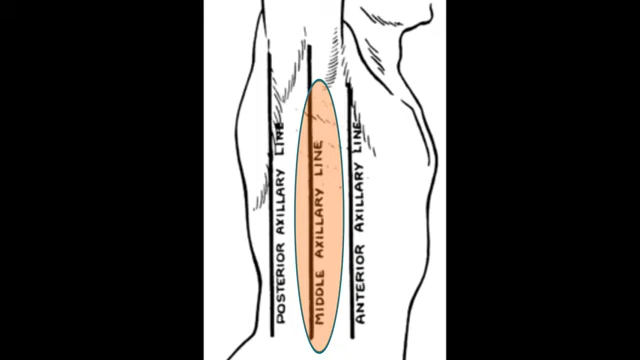 POSTERIOR AXILLARY LINE
MIDDLE AXILLARY LINE
ANTERIOR AXILLARY LINE